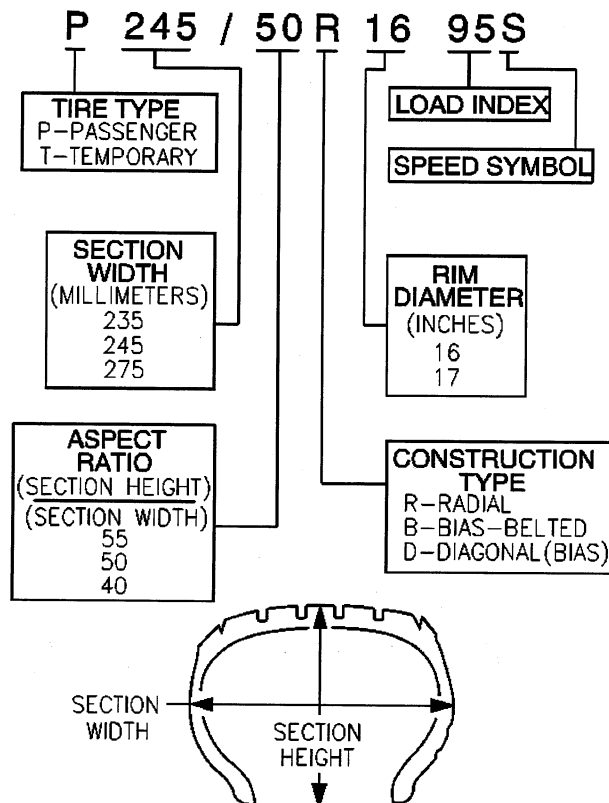 P 245 / 50 R 16 95S
TIRE TYPE
P-PASSENGER
T-TEMPORARY
LOAD INDEX
SPEED SYMBOL
SECTION
WIDTH
(MILLIMETERS)
235
245
275
RIM
DIAMETER
(INCHES)
16
17
ASPECT
RATIO
(SECTION HEIGHT)
(SECTION WIDTH)
55
50
40
CONSTRUCTION
TYPE
R-RADIAL
B-BIAS-BELTED
D-DIAGONAL(BIAS)
SECTION
WIDTH
SECTION
HEIGHT